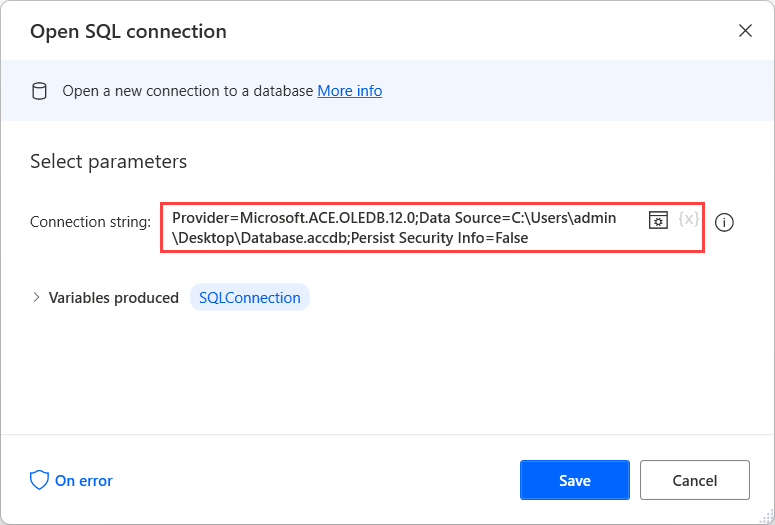 Open SQL connection
Open a new connection to a database More info
Select parameters
Connection string:
Provider=Microsoft.ACE.OLEDB.12.0;Data Source=C:\Users\admin
\Desktop\Database.accdb;Persist Security Info=False
{x}
Variables produced SQLConnection
On error
Save
Cancel